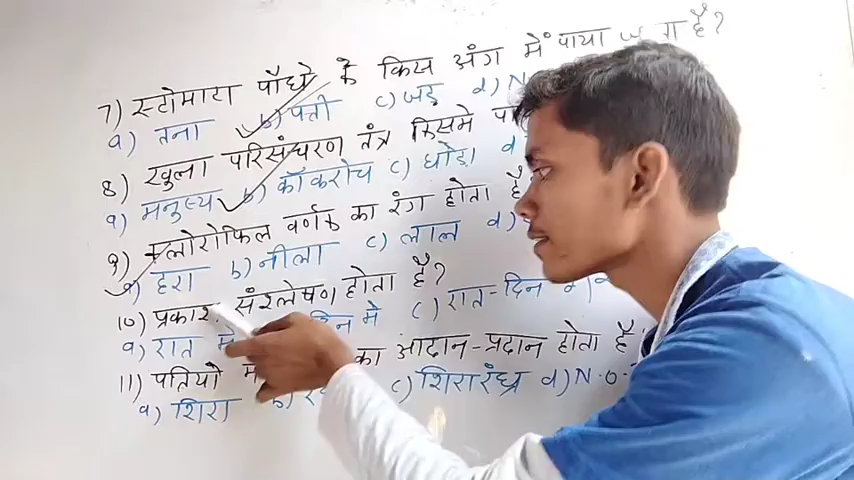 7) स्टोमाटा पौधे के किस अंग में पाया
a) तना b) पत्ती c) जड़ d) N
8) खुला परिसंचरण तंत्र किसमे
a) मनुष्य b) कॉकरोच c) घोड़ा d)
9) क्लोरोफिल वर्णक का रंग होता है
a) हरा b) नीला c) लाल d)
10) प्रकाश संश्लेषण होता है?
a) रात मे दिन मे c) रात-दिन
11) पतियों का आदान-प्रदान होता है
a) शिरा b) c) शिरारंध्र d) N.O.